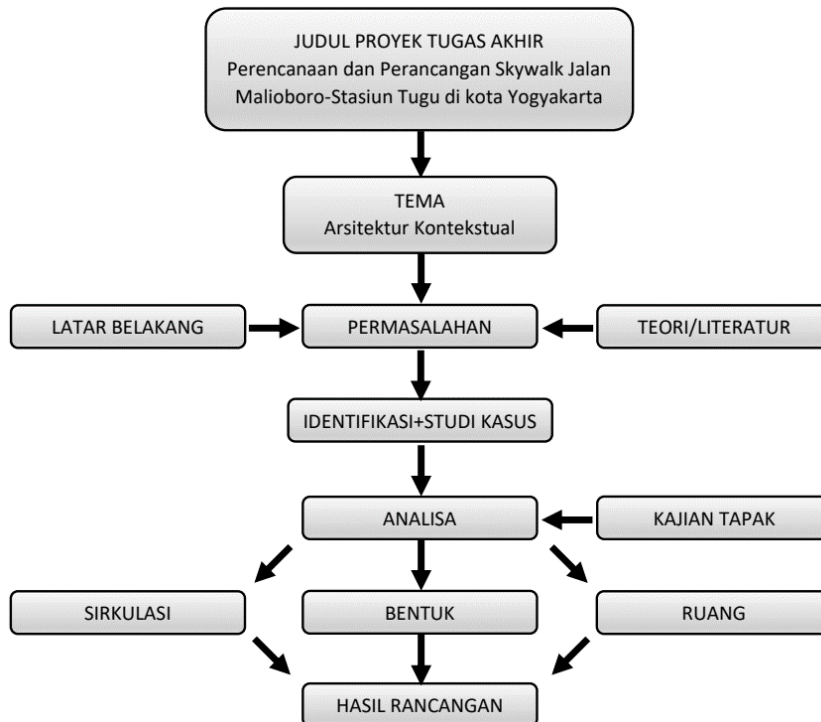 JUDUL PROYEK TUGAS AKHIR
Perencanaan dan Perancangan Skywalk Jalan
Malioboro-Stasiun Tugu di kota Yogyakarta
TEMA
Arsitektur Kontekstual
LATAR BELAKANG
PERMASALAHAN
TEORI/LITERATUR
IDENTIFIKASI+STUDI KASUS
ANALISA
KAJIAN TAPAK
SIRKULASI
BENTUK
RUANG
HASIL RANCANGAN